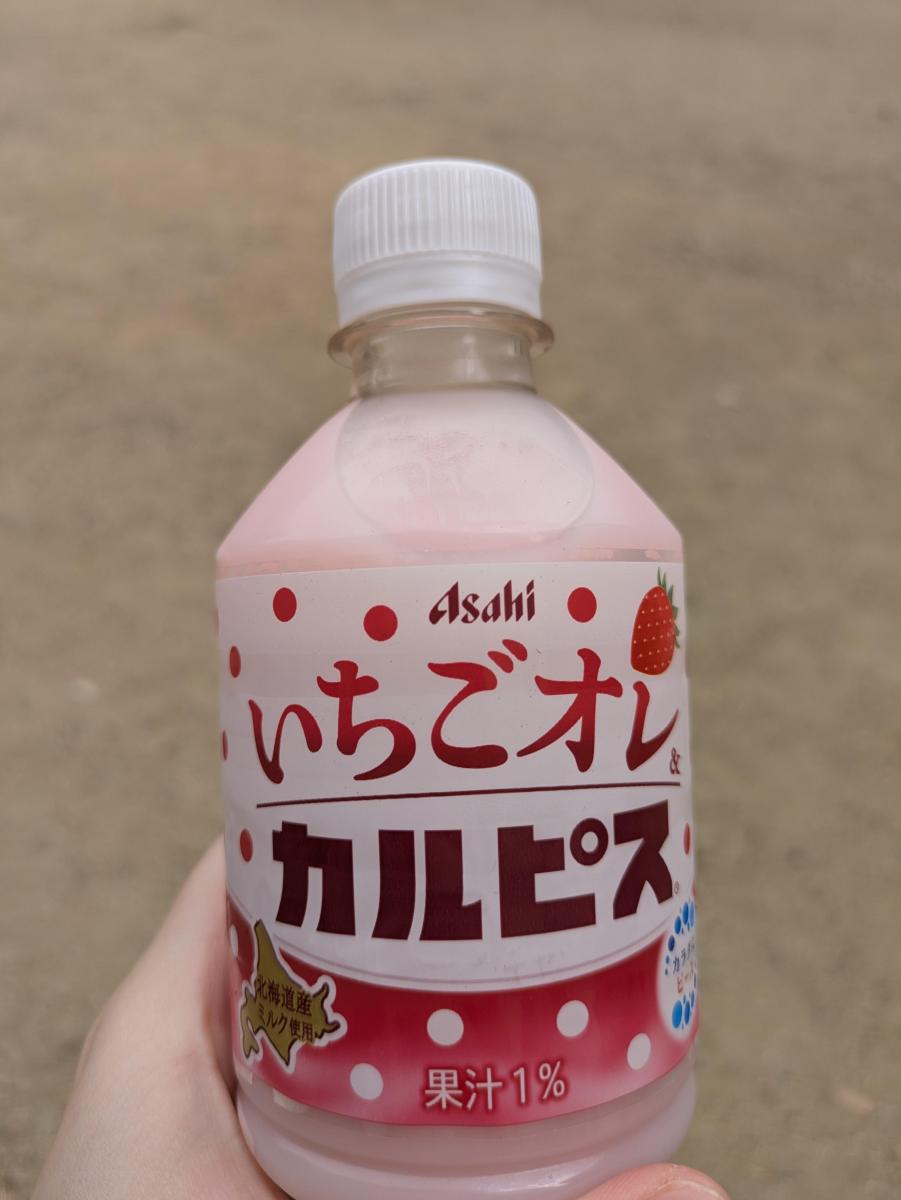 Asahi
いちごオレ
&
カルピス®
北海道産
ミルク使用
果汁1%